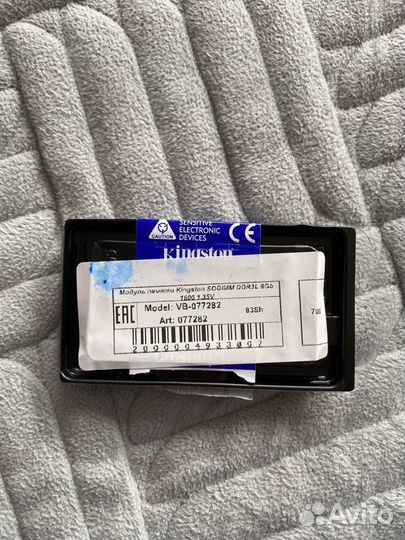 SENSITIVE
ELECTRONIC
DEVICES
CAUTION
Kingston
Модуль памяти Kingston SODIMM DDR3L 8Gb
1600 1.35V
EAC
Model: VB-077282
93Sh
Art: 077282
2000004933007
Avito